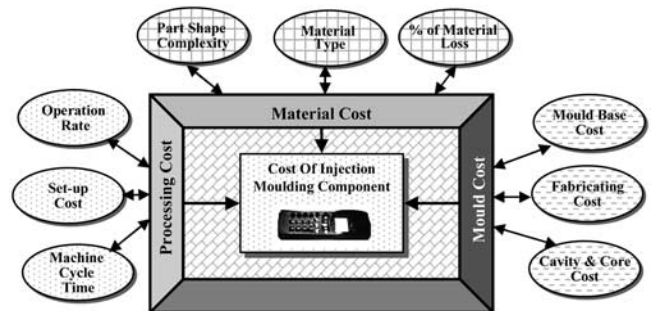 Part Shape
Complexity
Material
Type
% of Material
Loss
Operation
Rate
Set-up
Cost
Machine
Cycle
Time
Material Cost
Processing Cost
Cost Of Injection
Moulding Component
Mould Cost
Mould Base
Cost
Fabricating
Cost
Cavity & Core
Cost